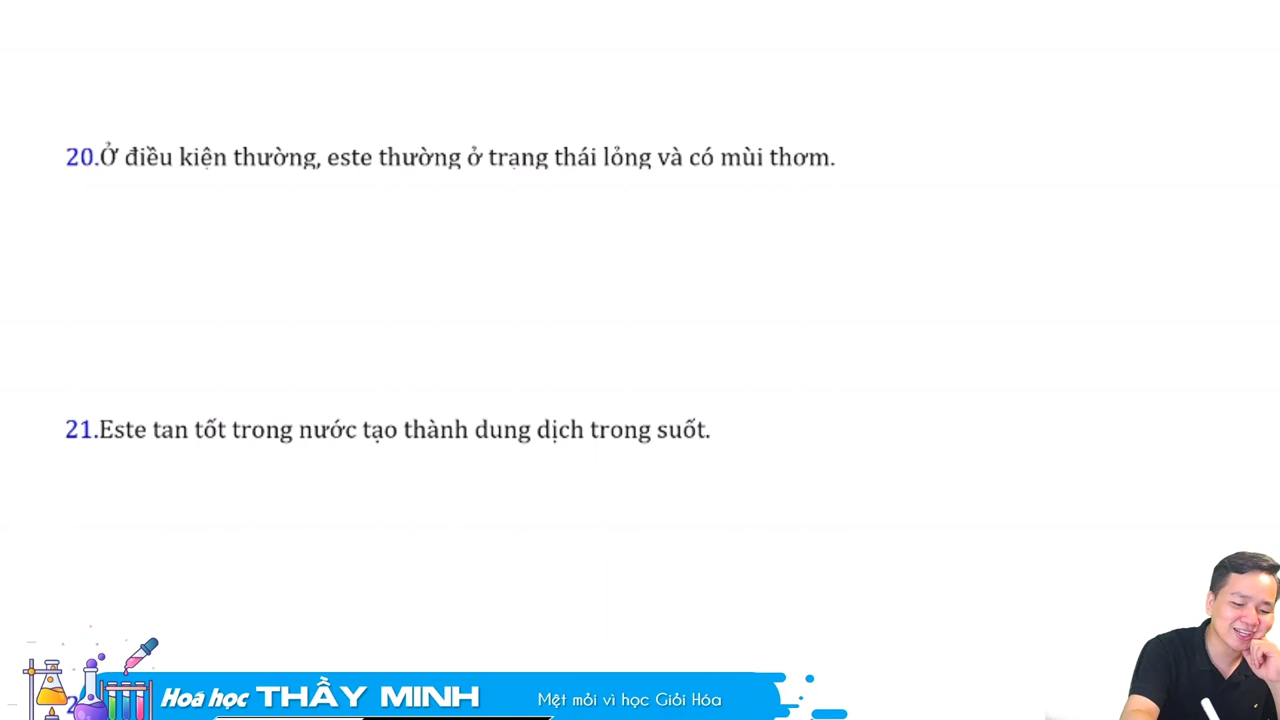 20.Ở điều kiện thường, este thường ở trạng thái lỏng và có mùi thơm.
21.Este tan tốt trong nước tạo thành dung dịch trong suốt.
Hoá học THẦY MINH
Mệt mỏi vì học Giỏi Hóa